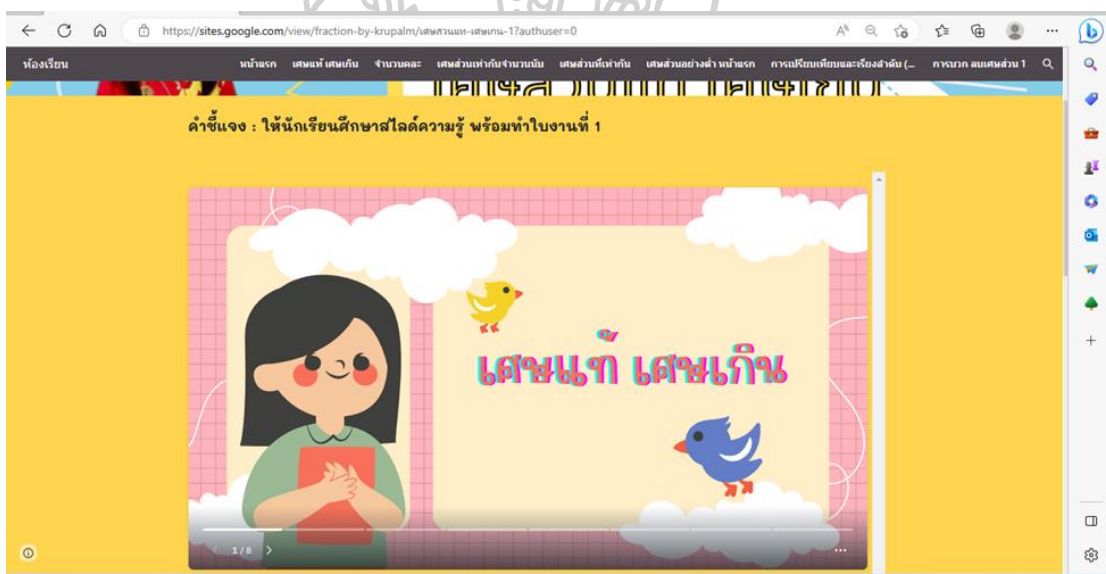 https://sites.google.com/view/fraction-by-krupalm/เศษสวนแท-เศษเกน-1?authuser=0
ห้องเรียน
หน้าแรก เศษแท้ เศษเกิน จำนวนคละ เศษส่วนเท่ากับจำนวนนับ เศษส่วนที่เท่ากัน เศษส่วนอย่างต่ำ หน้าแรก การเปรียบเทียบและเรียงลำดับ (... การบวก ลบเศษส่วน 1
คำชี้แจง : ให้นักเรียนศึกษาสไลด์ความรู้ พร้อมทำใบงานที่ 1
เศษแท้ เศษเกิน
1/8